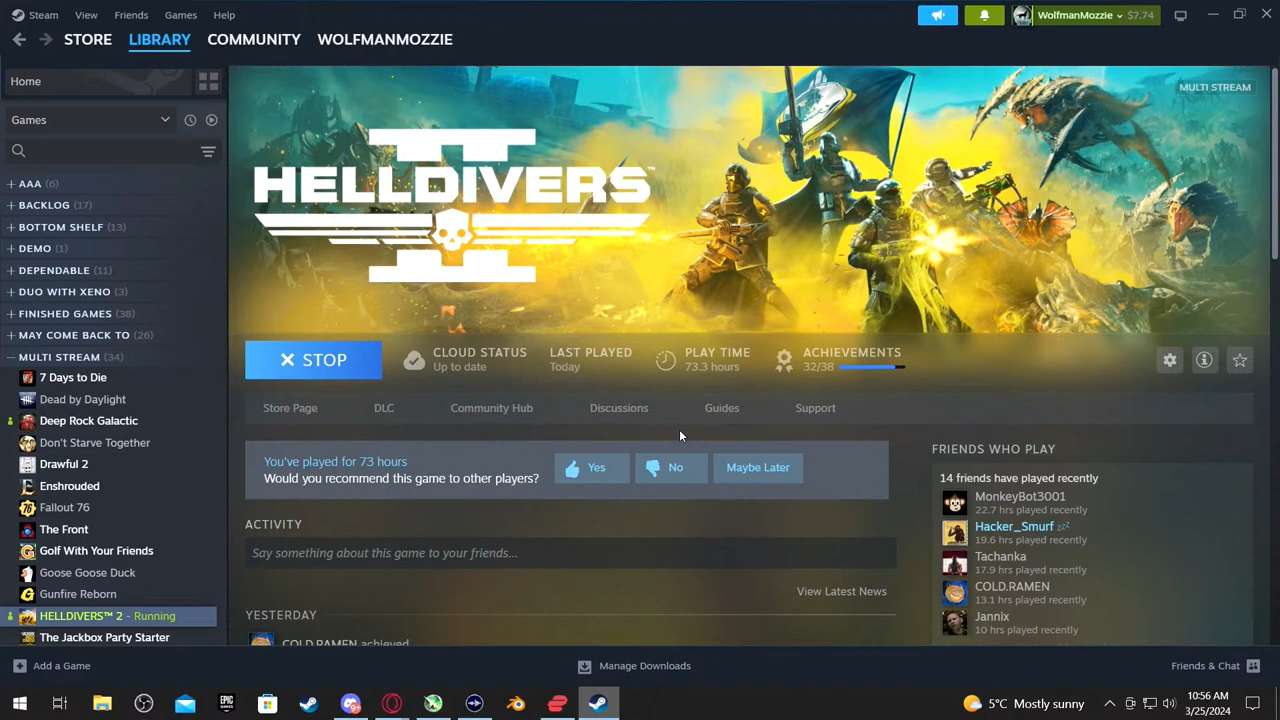 Steam View Friends Games Help
WolfmanMozzie $7.74
STORE LIBRARY COMMUNITY WOLFMANMOZZIE
Home
Games
AAA (6)
BACKLOG (17)
BOTTOM SHELF (13)
DEMO (1)
DEPENDABLE (11)
DUO WITH XENO (3)
FINISHED GAMES (38)
MAY COME BACK TO (26)
MULTI STREAM (34)
7 Days to Die
Dead by Daylight
Deep Rock Galactic
Don't Starve Together
Drawful 2
Enshrouded
Fallout 76
The Front
Golf With Your Friends
Goose Goose Duck
Gunfire Reborn
HELLDIVERS™ 2 - Running
The Jackbox Party Starter
MULTI STREAM
II
HELLDIVERS™
STOP
CLOUD STATUS
Up to date
LAST PLAYED
Today
PLAY TIME
73.3 hours
ACHIEVEMENTS
32/38
Store Page DLC Community Hub Discussions Guides Support
You've played for 73 hours
Would you recommend this game to other players?
Yes No Maybe Later
ACTIVITY
Say something about this game to your friends...
View Latest News
YESTERDAY
COLD.RAMEN achieved
FRIENDS WHO PLAY
14 friends have played recently
MonkeyBot3001
22.7 hrs played recently
Hacker_Smurf zzz
19.6 hrs played recently
Tachanka
17.9 hrs played recently
COLD.RAMEN
13.1 hrs played recently
Jannix
10 hrs played recently
Add a Game
Manage Downloads
Friends & Chat
EPIC GAMES
9+
5°C Mostly sunny
10:56 AM
3/25/2024